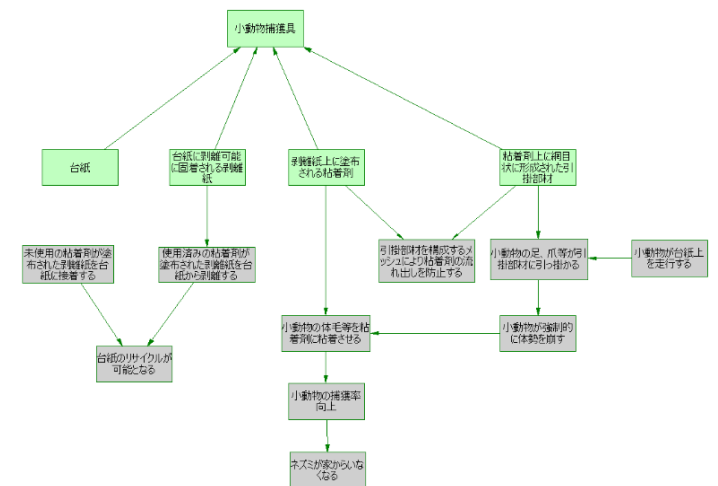 小動物捕獲具
台紙
台紙に剥離可能
に固着される剥離
紙
剥離紙上に塗布
される粘着剤
粘着剤上に網目
状に形成された引
掛部材
未使用の粘着剤が塗
布された剥離紙を台
紙に接着する
使用済みの粘着剤が
塗布された剥離紙を台
紙から剥離する
引掛部材を構成するメ
ッシュにより粘着剤の流
れ出しを防止する
小動物の足、爪等が引
掛部材に引っ掛かる
小動物が台紙上
を走行する
小動物の体毛等を粘
着剤に粘着させる
小動物が強制的
に体勢を崩す
台紙のリサイクルが
可能となる
小動物の捕獲率
向上
ネズミが家からいな
くなる